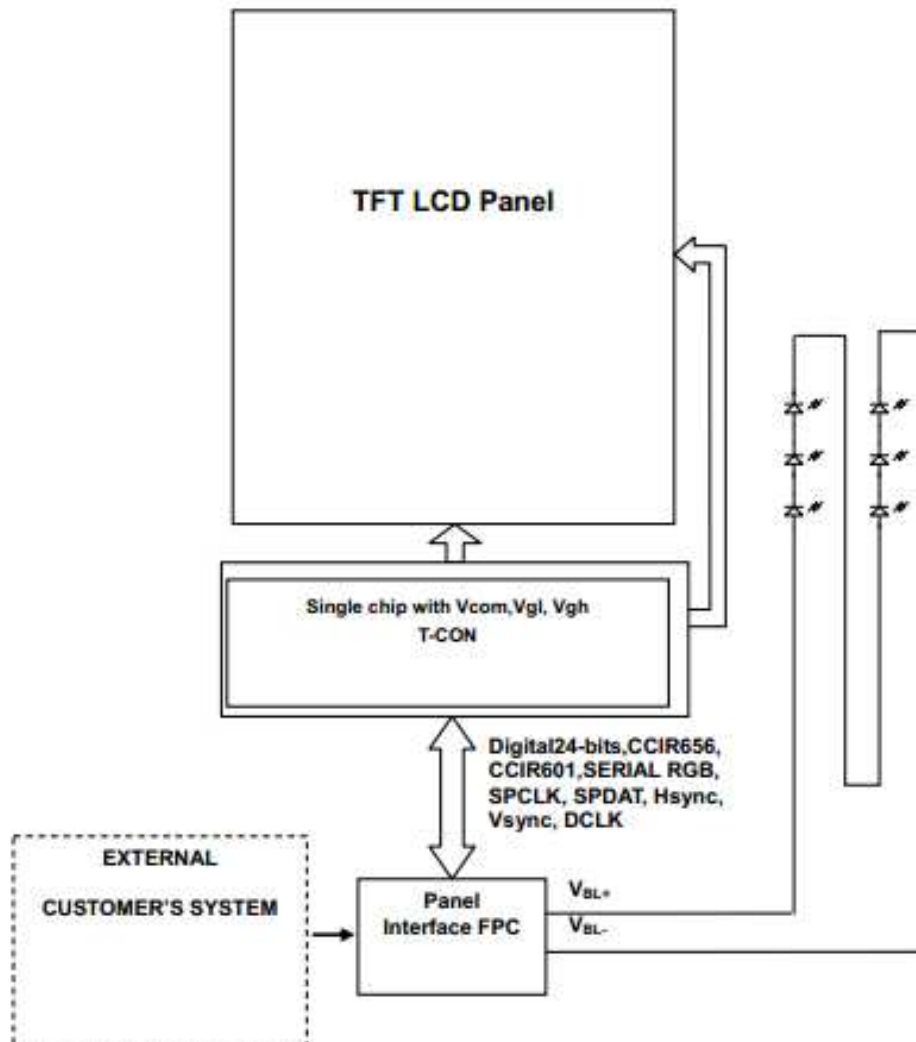 TFT LCD Panel
Single chip with Vcom,Vgl, Vgh
T-CON
Digital24-bits,CCIR656,
CCIR601,SERIAL RGB,
SPCLK, SPDAT, Hsync,
Vsync, DCLK
EXTERNAL
CUSTOMER'S SYSTEM
Panel
Interface FPC
VBL+
VBL-